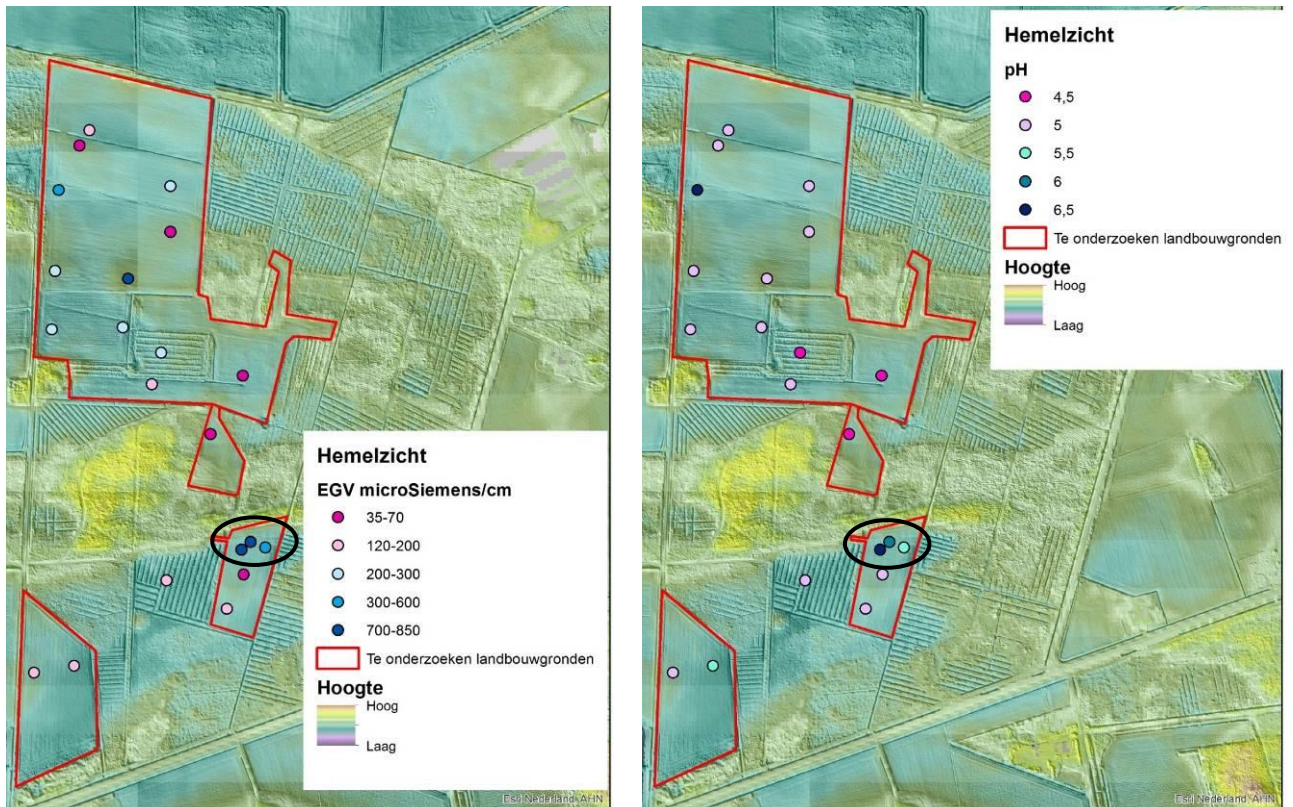 Hemelzicht
EGV microSiemens/cm
35-70
120-200
200-300
300-600
700-850
Te onderzoeken landbouwgronden
Hoogte
Hoog
Laag
Esri Nederland, AHN
Hemelzicht
pH
4,5
5
5,5
6
6,5
Te onderzoeken landbouwgronden
Hoogte
Hoog
Laag
Esri Nederland, AHN